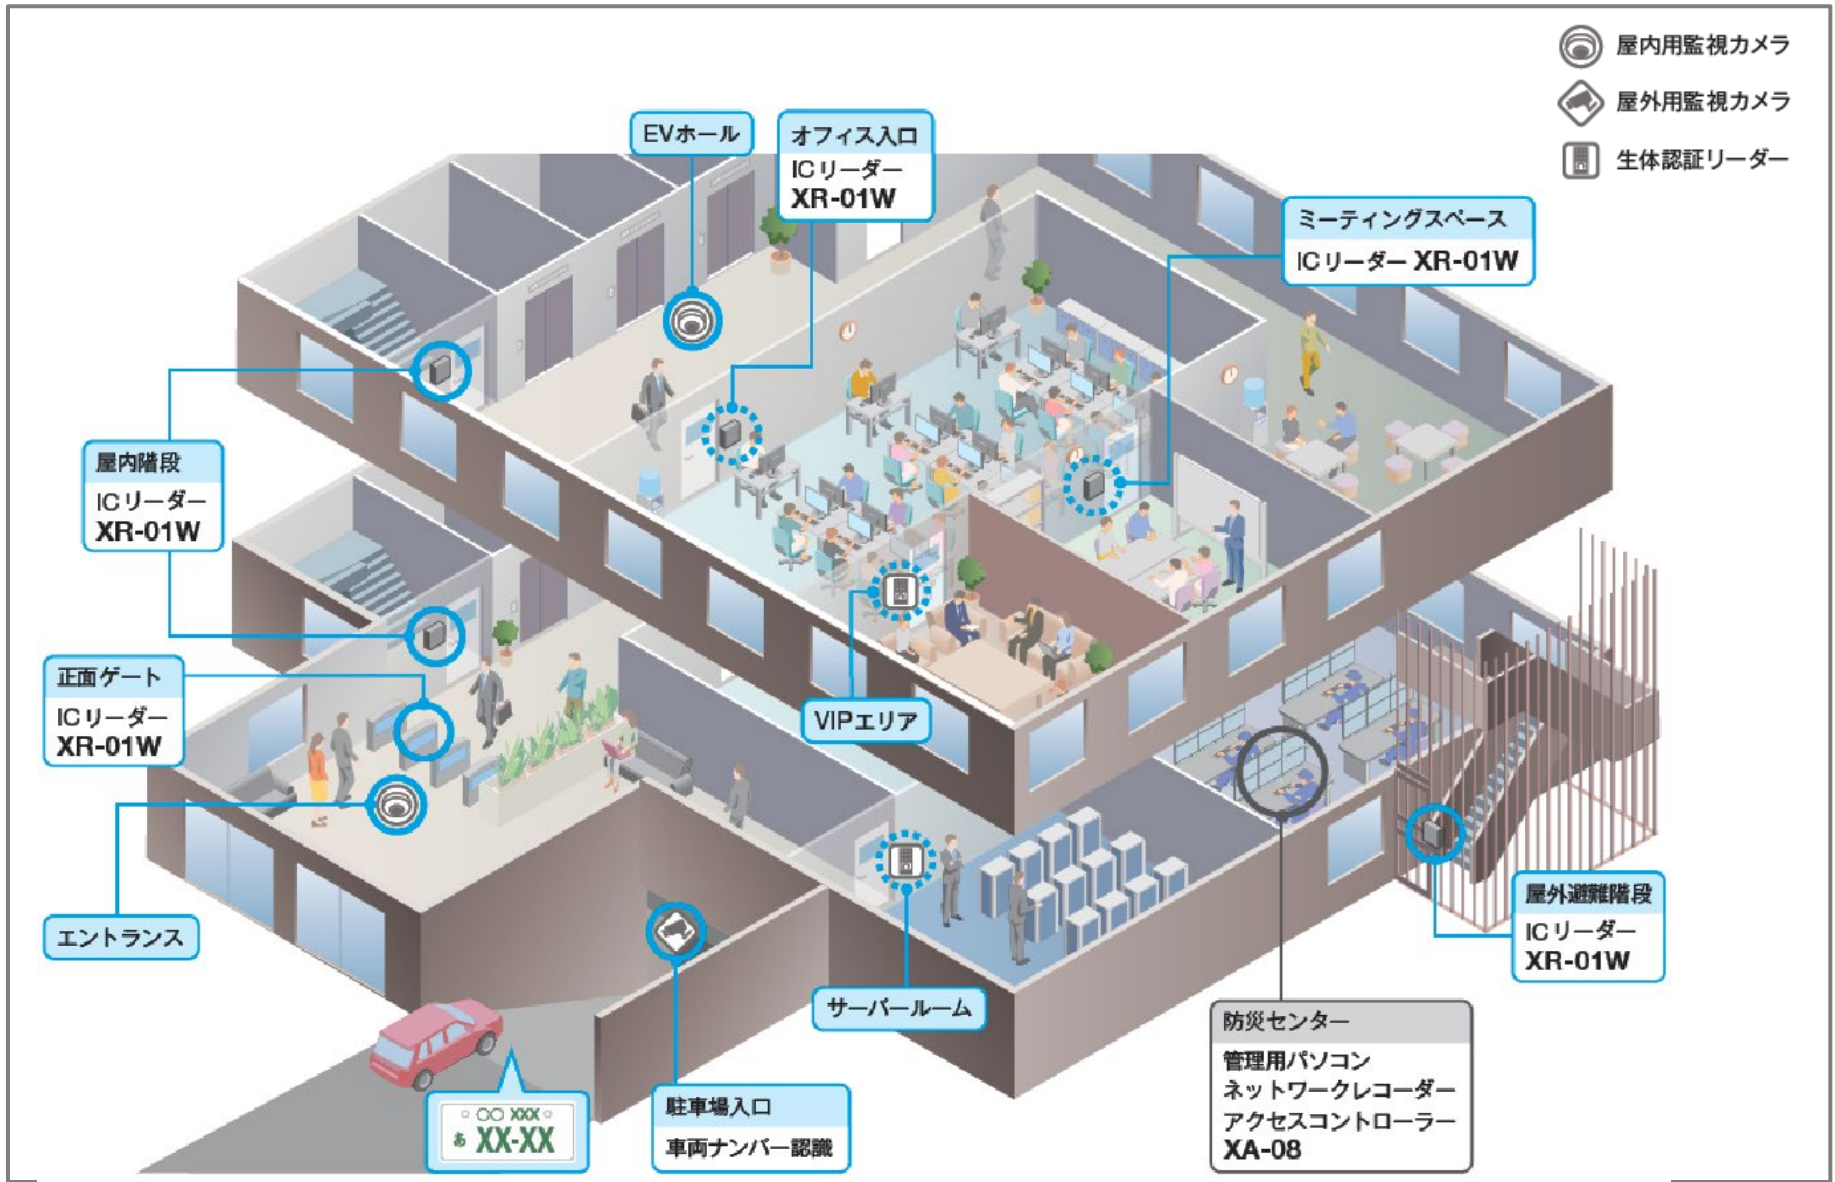 屋内用監視カメラ
屋外用監視カメラ
生体認証リーダー
EVホール
オフィス入口
ICリーダー
XR-01W
ミーティングスペース
ICリーダー XR-01W
屋内階段
ICリーダー
XR-01W
正面ゲート
ICリーダー
XR-01W
VIPエリア
エントランス
サーバールーム
屋外避難階段
ICリーダー
XR-01W
防災センター
管理用パソコン
ネットワークレコーダー
アクセスコントローラー
XA-08
駐車場入口
車両ナンバー認識
○○ XXX
あ XX-XX